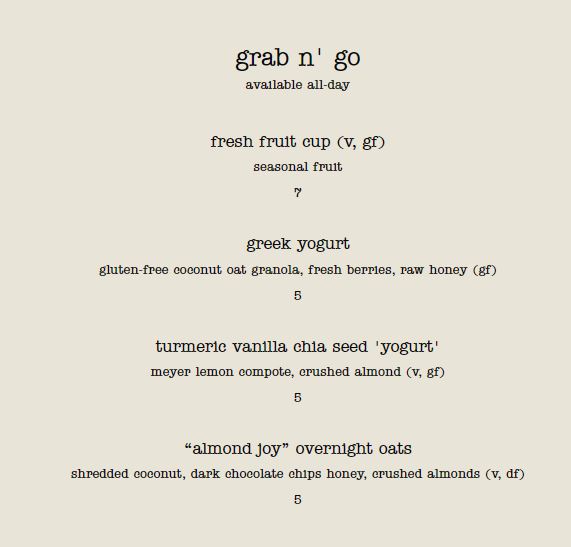 grab n' go
available all-day
fresh fruit cup (v, gf)
seasonal fruit
7
greek yogurt
gluten-free coconut oat granola, fresh berries, raw honey (gf)
5
turmeric vanilla chia seed 'yogurt'
meyer lemon compote, crushed almond (v, gf)
5
“almond joy” overnight oats
shredded coconut, dark chocolate chips honey, crushed almonds (v, df)
5